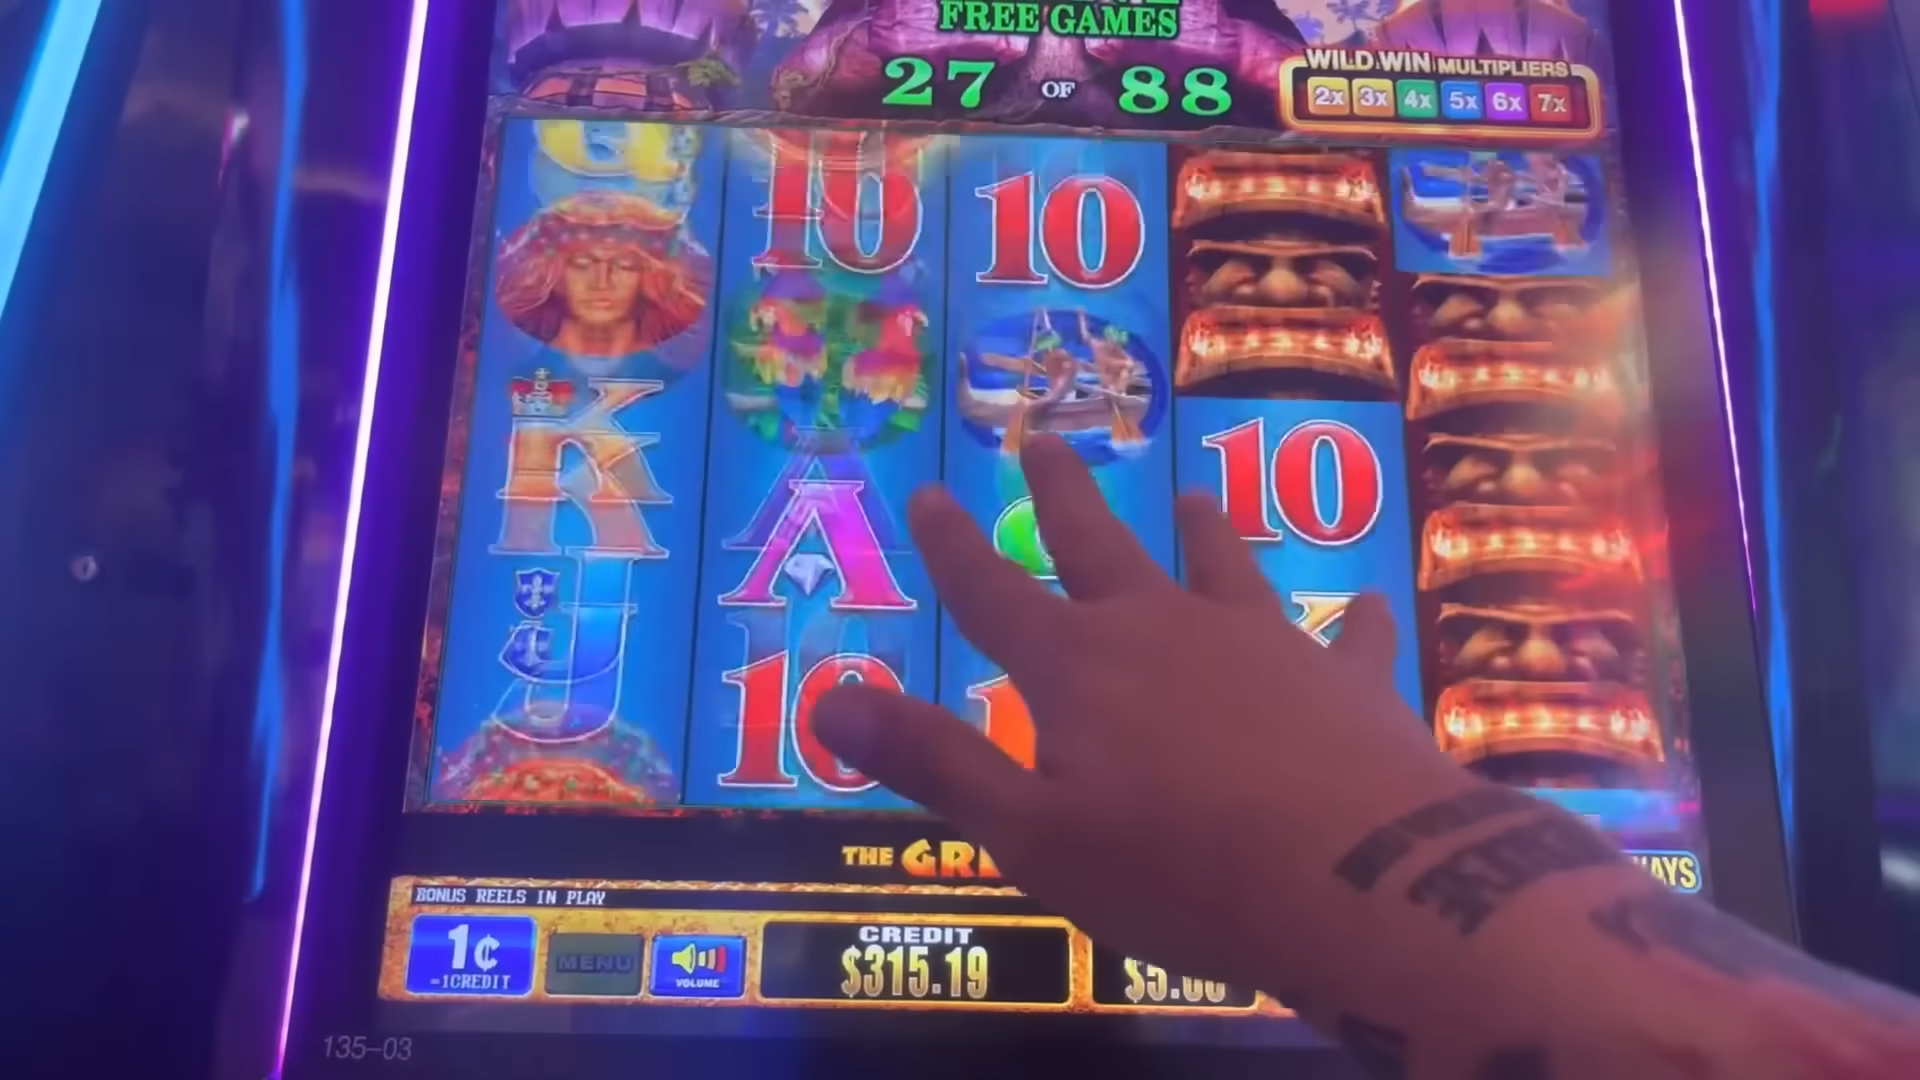 FREE GAMES
27 OF 88
WILD WIN MULTIPLIERS
2x 3x 4x 5x 6x 7x
Q 10 10
10
K
A
J
10
THE
BONUS REELS IN PLAY
1¢
=1CREDIT
MENU
VOLUME
CREDIT
$315.19
135-03